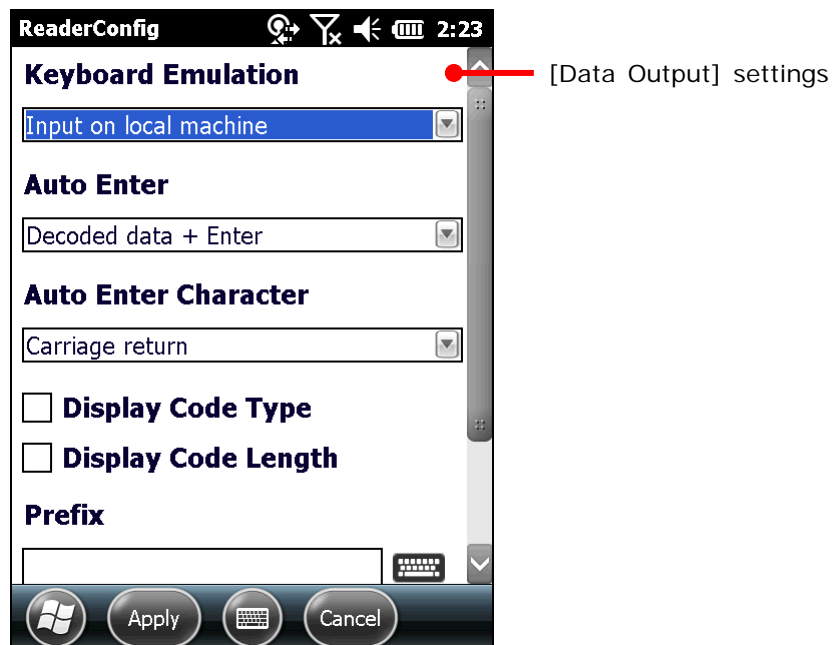 ReaderConfig 2:23
Keyboard Emulation
[Data Output] settings
Input on local machine
Auto Enter
Decoded data + Enter
Auto Enter Character
Carriage return
Display Code Type
Display Code Length
Prefix
Apply Cancel